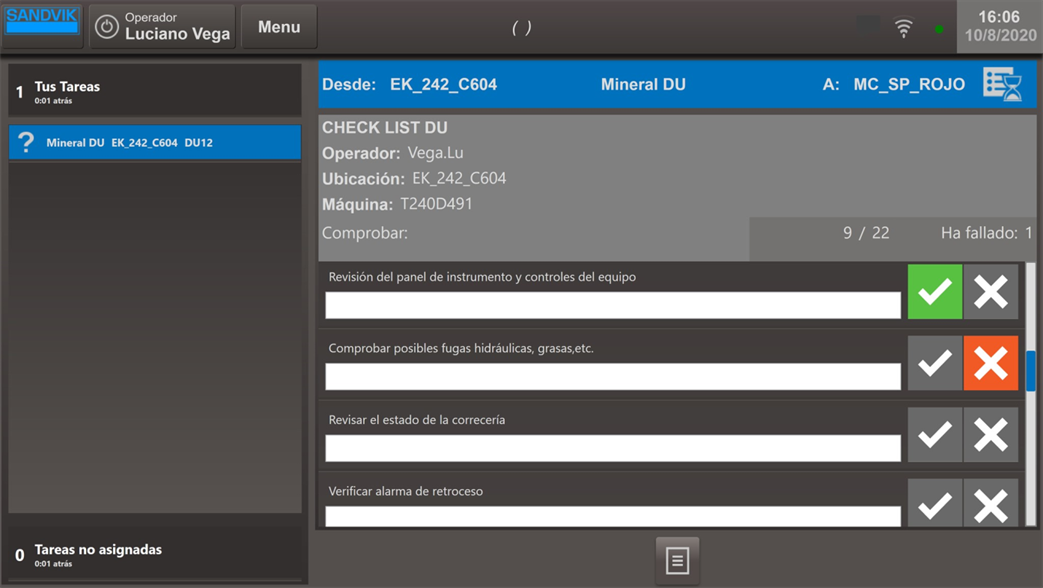 SANDVIK
Operador
Luciano Vega
Menu
( )
16:06
10/8/2020
1 Tus Tareas
0:01 atrás
? Mineral DU EK_242_C604 DU12
0 Tareas no asignadas
0:01 atrás
Desde: EK_242_C604 Mineral DU A: MC_SP_ROJO
CHECK LIST DU
Operador: Vega.Lu
Ubicación: EK_242_C604
Máquina: T240D491
Comprobar: 9 / 22 Ha fallado: 1
Revisión del panel de instrumento y controles del equipo
Comprobar posibles fugas hidráulicas, grasas,etc.
Revisar el estado de la correcería
Verificar alarma de retroceso